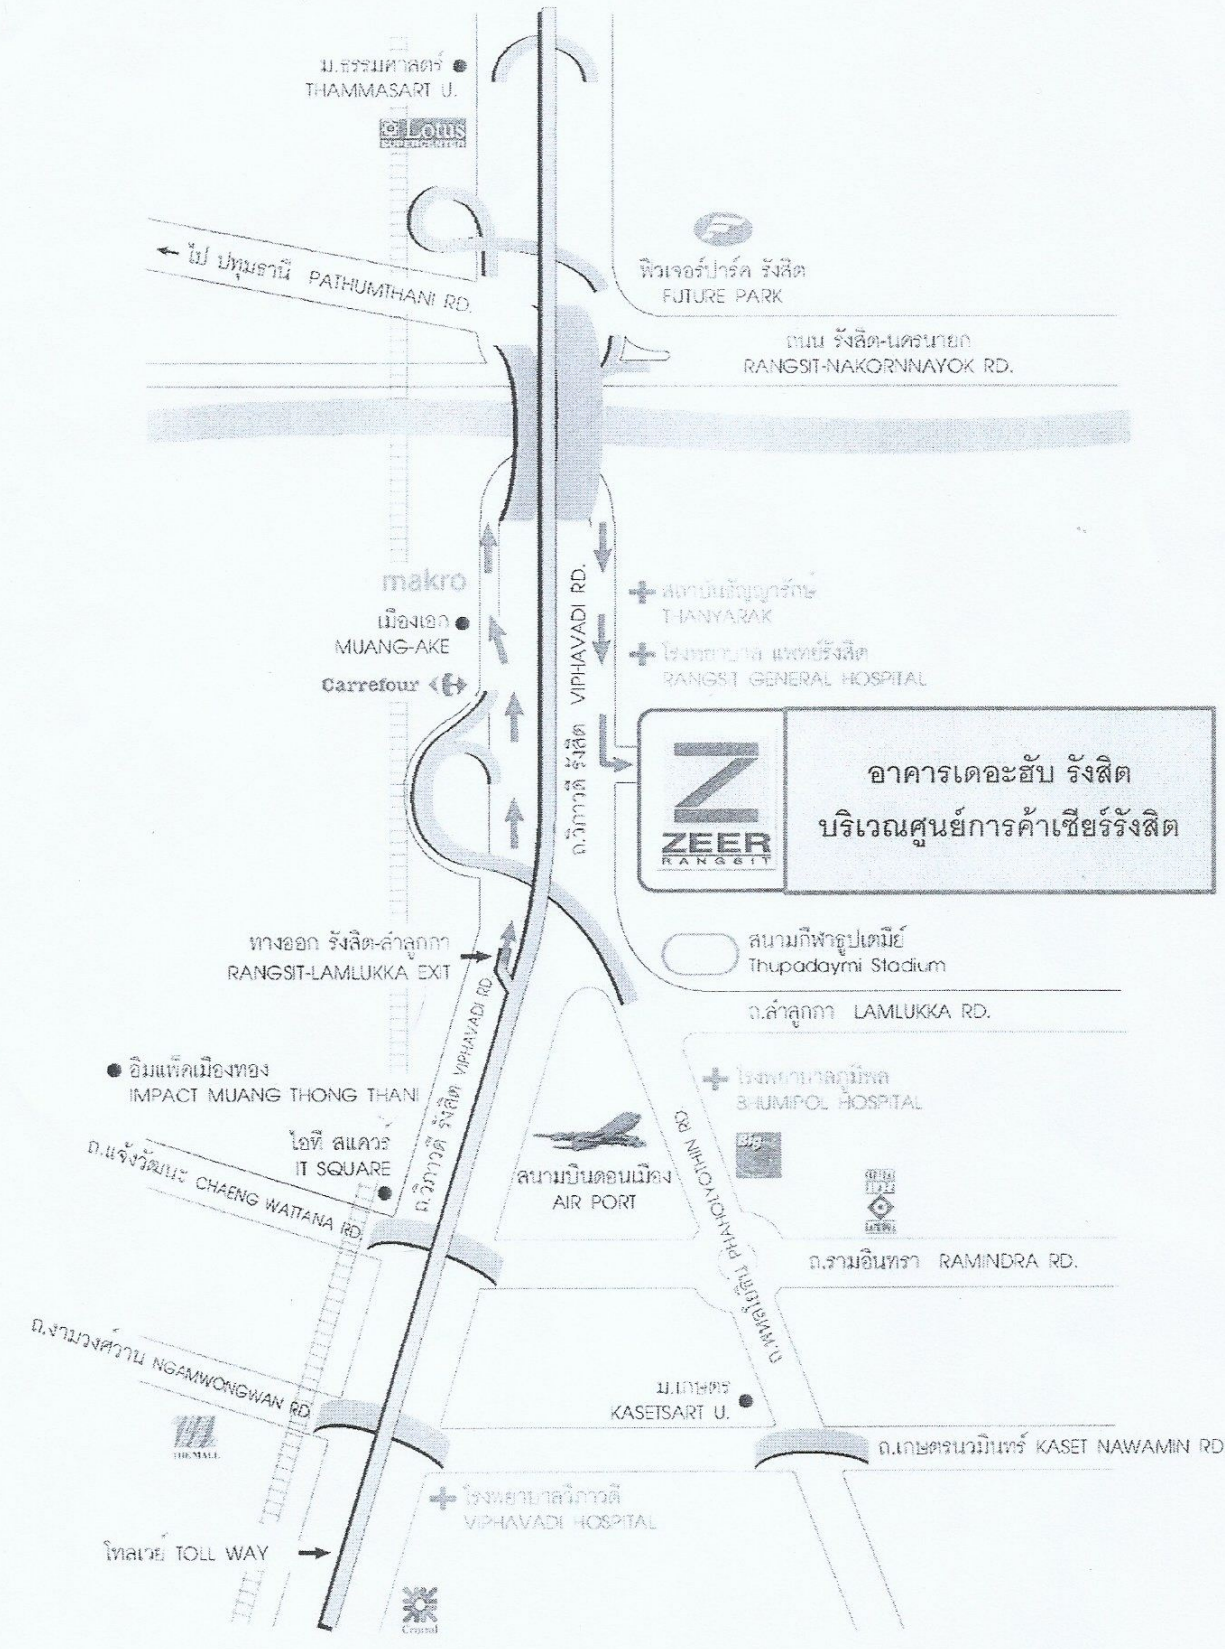 ม.ธรรมศาสตร์
THAMMASART U.
Lotus
SUPERCENTER
← ไป ปทุมธานี PATHUMTHANI RD.
ฟิวเจอร์ปาร์ค รังสิต
FUTURE PARK
ถนน รังสิต-นครนายก
RANGSIT-NAKORNNAYOK RD.
makro
เมืองเอก
MUANG-AKE
Carrefour
ถ.วิภาวดี รังสิต VIPHAVADI RD.
สถาบันธัญญารักษ์
THANYARAK
โรงพยาบาล แพทย์รังสิต
RANGSIT GENERAL HOSPITAL
Z
ZEER
RANGSIT
อาคารเดอะฮับ รังสิต
บริเวณศูนย์การค้าเซียร์รังสิต
ทางออก รังสิต-ลำลูกกา
RANGSIT-LAMLUKKA EXIT
สนามกีฬาธูปเตมีย์
Thupadaymi Stadium
ถ.ลำลูกกา LAMLUKKA RD.
ถ.วิภาวดี รังสิต VIPHAVADI RD.
อิมแพ็คเมืองทอง
IMPACT MUANG THONG THANI
โรงพยาบาลภูมิพล
BHUMIPOL HOSPITAL
Big
ไอที สแควร์
IT SQUARE
ถ.แจ้งวัฒนะ CHAENG WATTANA RD.
สนามบินดอนเมือง
AIR PORT
ถ.พหลโยธิน PHAHOLYOTHIN RD.
ถ.รามอินทรา RAMINDRA RD.
ถ.งามวงศ์วาน NGAMWONGWAN RD.
THE MALL
ม.เกษตร
KASETSART U.
ถ.เกษตรนวมินทร์ KASET NAWAMIN RD
โรงพยาบาลวิภาวดี
VIPHAVADI HOSPITAL
โทลเวย์ TOLL WAY
Central